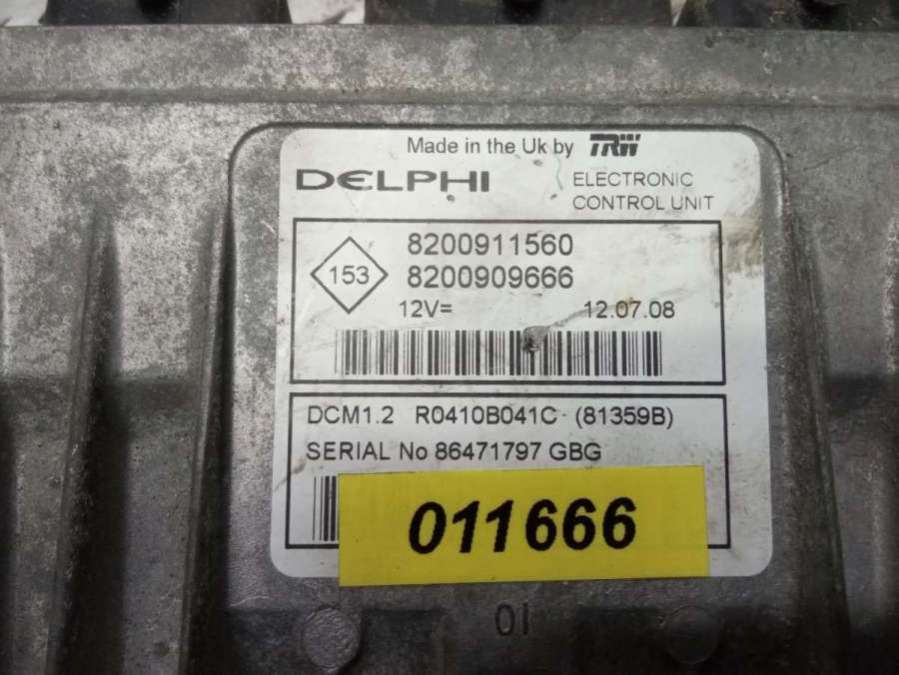 Made in the Uk by TRW
DELPHI ELECTRONIC
CONTROL UNIT
153
8200911560
8200909666
12V= 12.07.08
DCM1.2 R0410B041C (81359B)
SERIAL No 86471797 GBG
011666
01